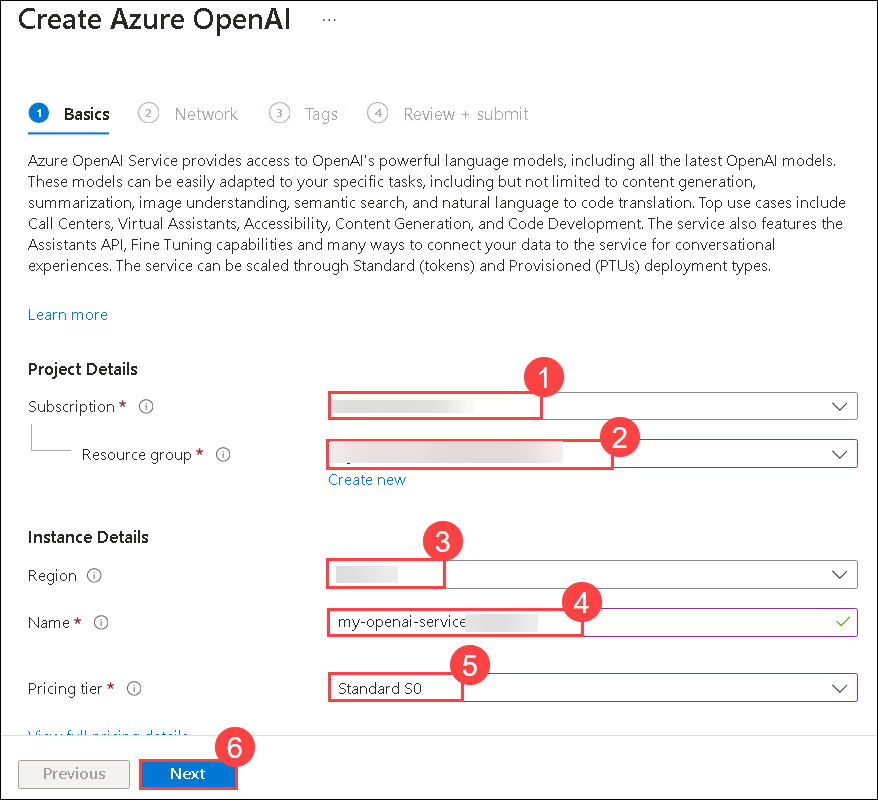 Create Azure OpenAI ...
1 Basics 2 Network 3 Tags 4 Review + submit
Azure OpenAI Service provides access to OpenAI's powerful language models, including all the latest OpenAI models.
These models can be easily adapted to your specific tasks, including but not limited to content generation,
summarization, image understanding, semantic search, and natural language to code translation. Top use cases include
Call Centers, Virtual Assistants, Accessibility, Content Generation, and Code Development. The service also features the
Assistants API, Fine Tuning capabilities and many ways to connect your data to the service for conversational
experiences. The service can be scaled through Standard (tokens) and Provisioned (PTUs) deployment types.
Learn more
Project Details
1
Subscription *
2
Resource group *
Create new
Instance Details
3
Region
4
Name * my-openai-service
5
Pricing tier * Standard S0
View full pricing details
6
Previous Next